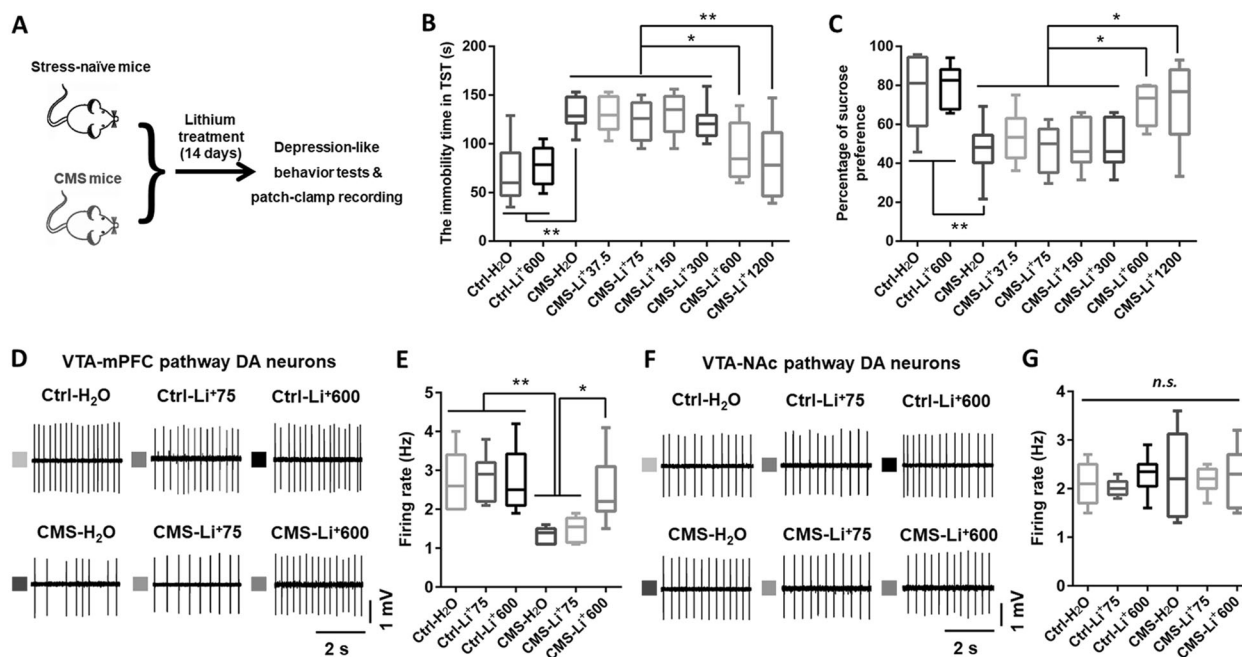 A
Stress-naïve mice
CMS mice
Lithium
treatment
(14 days)
Depression-like
behavior tests &
patch-clamp recording
B
The immobility time in TST (s)
200
150
100
50
0
**
*
**
Ctrl-H₂O
Ctrl-Li⁺600
CMS-H₂O
CMS-Li⁺37.5
CMS-Li⁺75
CMS-Li⁺150
CMS-Li⁺300
CMS-Li⁺600
CMS-Li⁺1200
C
Percentage of sucrose
preference
100
80
60
40
20
0
*
*
**
Ctrl-H₂O
Ctrl-Li⁺600
CMS-H₂O
CMS-Li⁺37.5
CMS-Li⁺75
CMS-Li⁺150
CMS-Li⁺300
CMS-Li⁺600
CMS-Li⁺1200
D
VTA-mPFC pathway DA neurons
Ctrl-H₂O Ctrl-Li⁺75 Ctrl-Li⁺600
CMS-H₂O CMS-Li⁺75 CMS-Li⁺600
1 mV
2 s
E
Firing rate (Hz)
5
4
3
2
1
0
**
*
Ctrl-H₂O
Ctrl-Li⁺75
Ctrl-Li⁺600
CMS-H₂O
CMS-Li⁺75
CMS-Li⁺600
F
VTA-NAc pathway DA neurons
Ctrl-H₂O Ctrl-Li⁺75 Ctrl-Li⁺600
CMS-H₂O CMS-Li⁺75 CMS-Li⁺600
1 mV
2 s
G
Firing rate (Hz)
4
3
2
1
0
n.s.
Ctrl-H₂O
Ctrl-Li⁺75
Ctrl-Li⁺600
CMS-H₂O
CMS-Li⁺75
CMS-Li⁺600